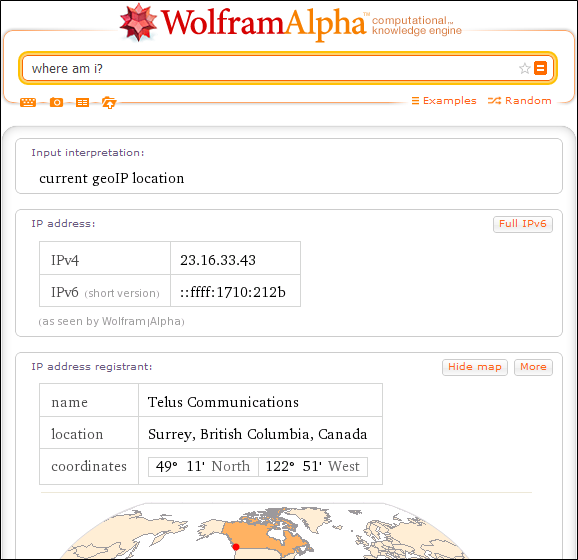 WolframAlpha™ computational...
knowledge engine
where am i?
Examples Random
Input interpretation:
current geoIP location
IP address: Full IPv6
IPv4 23.16.33.43
IPv6 (short version) ::ffff:1710:212b
(as seen by Wolfram|Alpha)
IP address registrant: Hide map More
name Telus Communications
location Surrey, British Columbia, Canada
coordinates 49° 11' North 122° 51' West